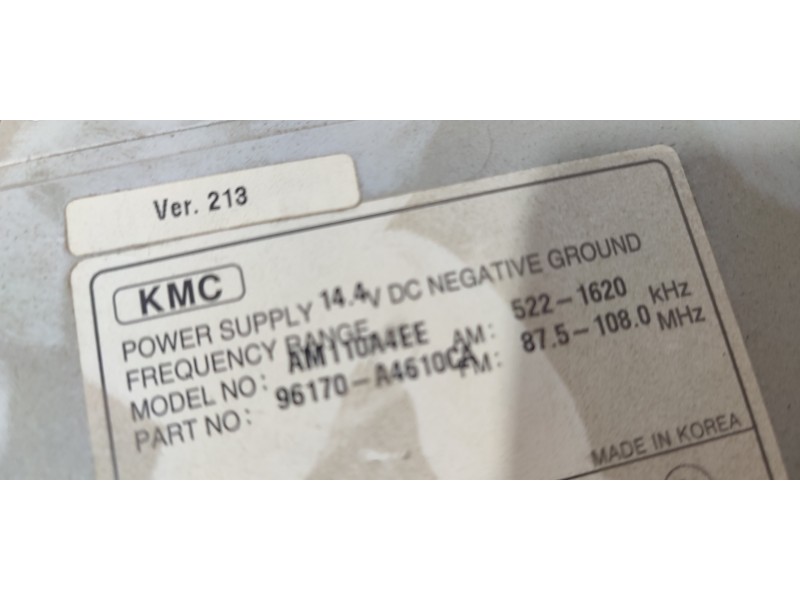 Ver. 213
KMC
POWER SUPPLY 14.4V DC NEGATIVE GROUND
FREQUENCY RANGE AM: 522-1620 kHz
FM: 87.5-108.0 MHz
MODEL NO: AM110A4EE
PART NO: 96170-A4610CA
MADE IN KOREA